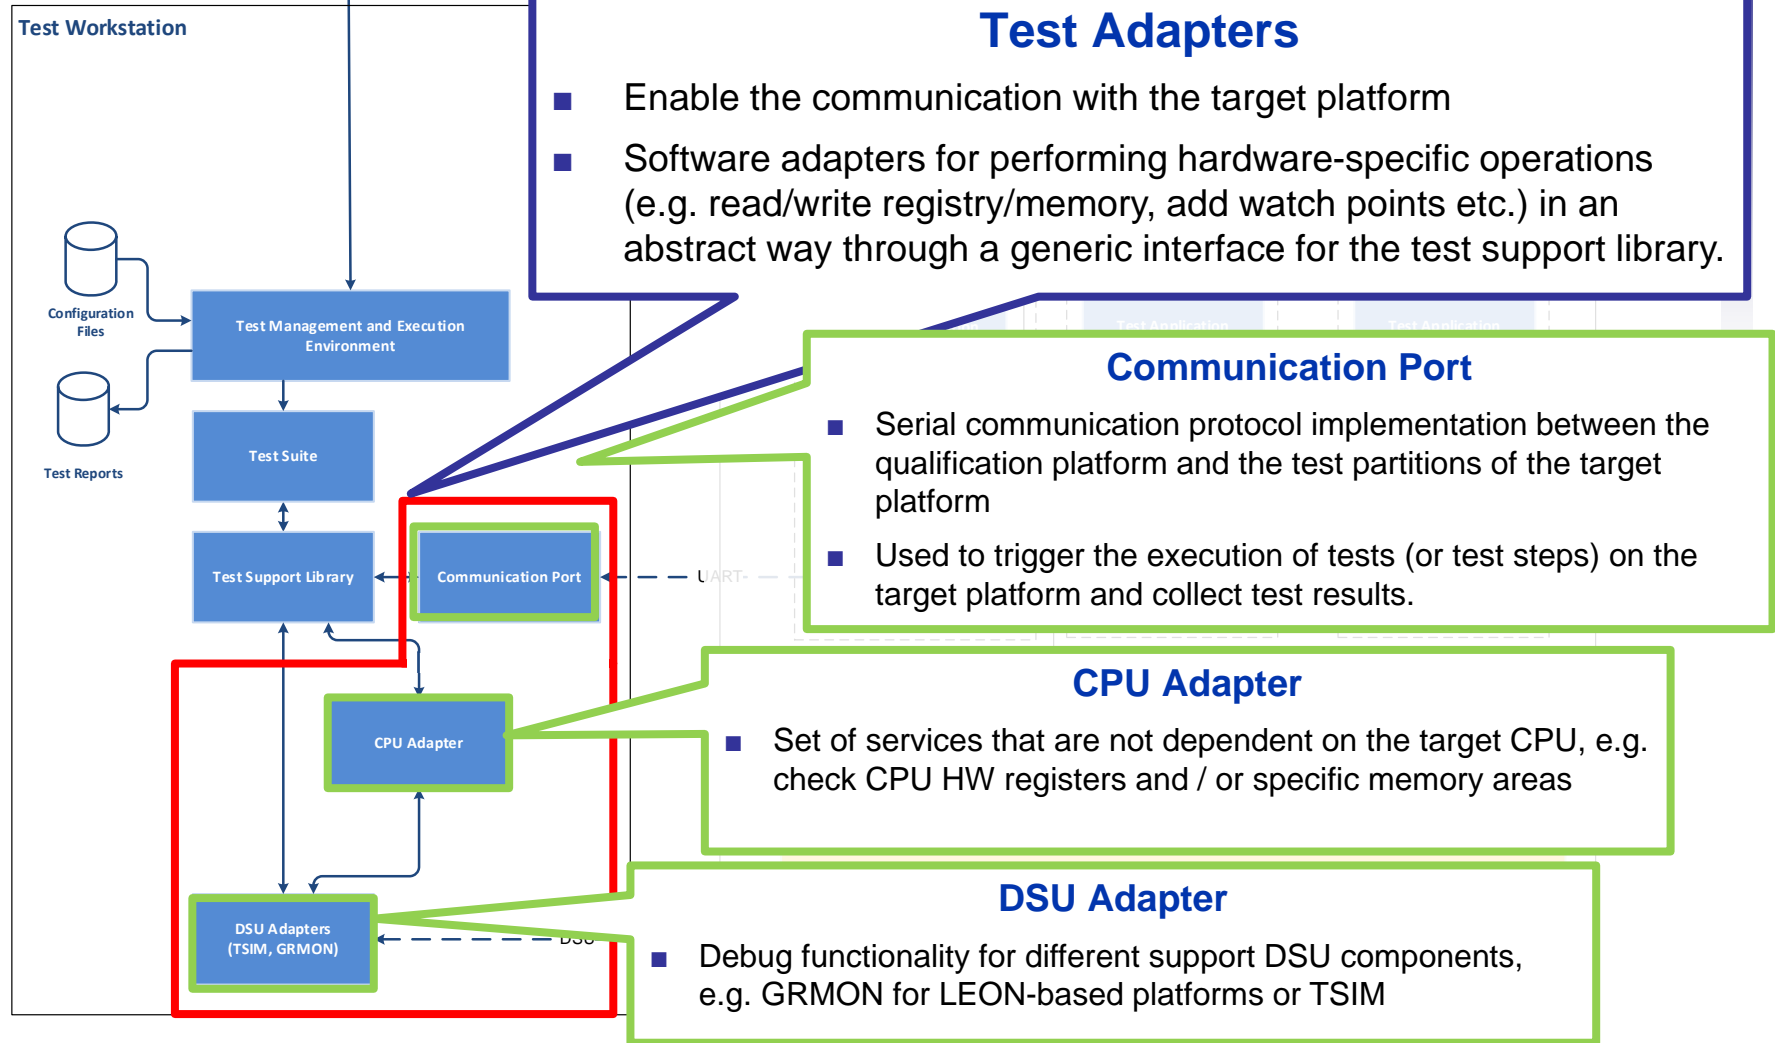 Test Workstation
Test Adapters
■ Enable the communication with the target platform
■ Software adapters for performing hardware-specific operations
(e.g. read/write registry/memory, add watch points etc.) in an
abstract way through a generic interface for the test support library.
Configuration
Files
Test Management and Execution
Environment
Test Application
Test Application
Test Reports
Test Suite
Communication Port
■ Serial communication protocol implementation between the
qualification platform and the test partitions of the target
platform
■ Used to trigger the execution of tests (or test steps) on the
target platform and collect test results.
Test Support Library
Communication Port
UART
CPU Adapter
CPU Adapter
■ Set of services that are not dependent on the target CPU, e.g.
check CPU HW registers and / or specific memory areas
DSU Adapters
(TSIM, GRMON)
DSU
DSU Adapter
■ Debug functionality for different support DSU components,
e.g. GRMON for LEON-based platforms or TSIM